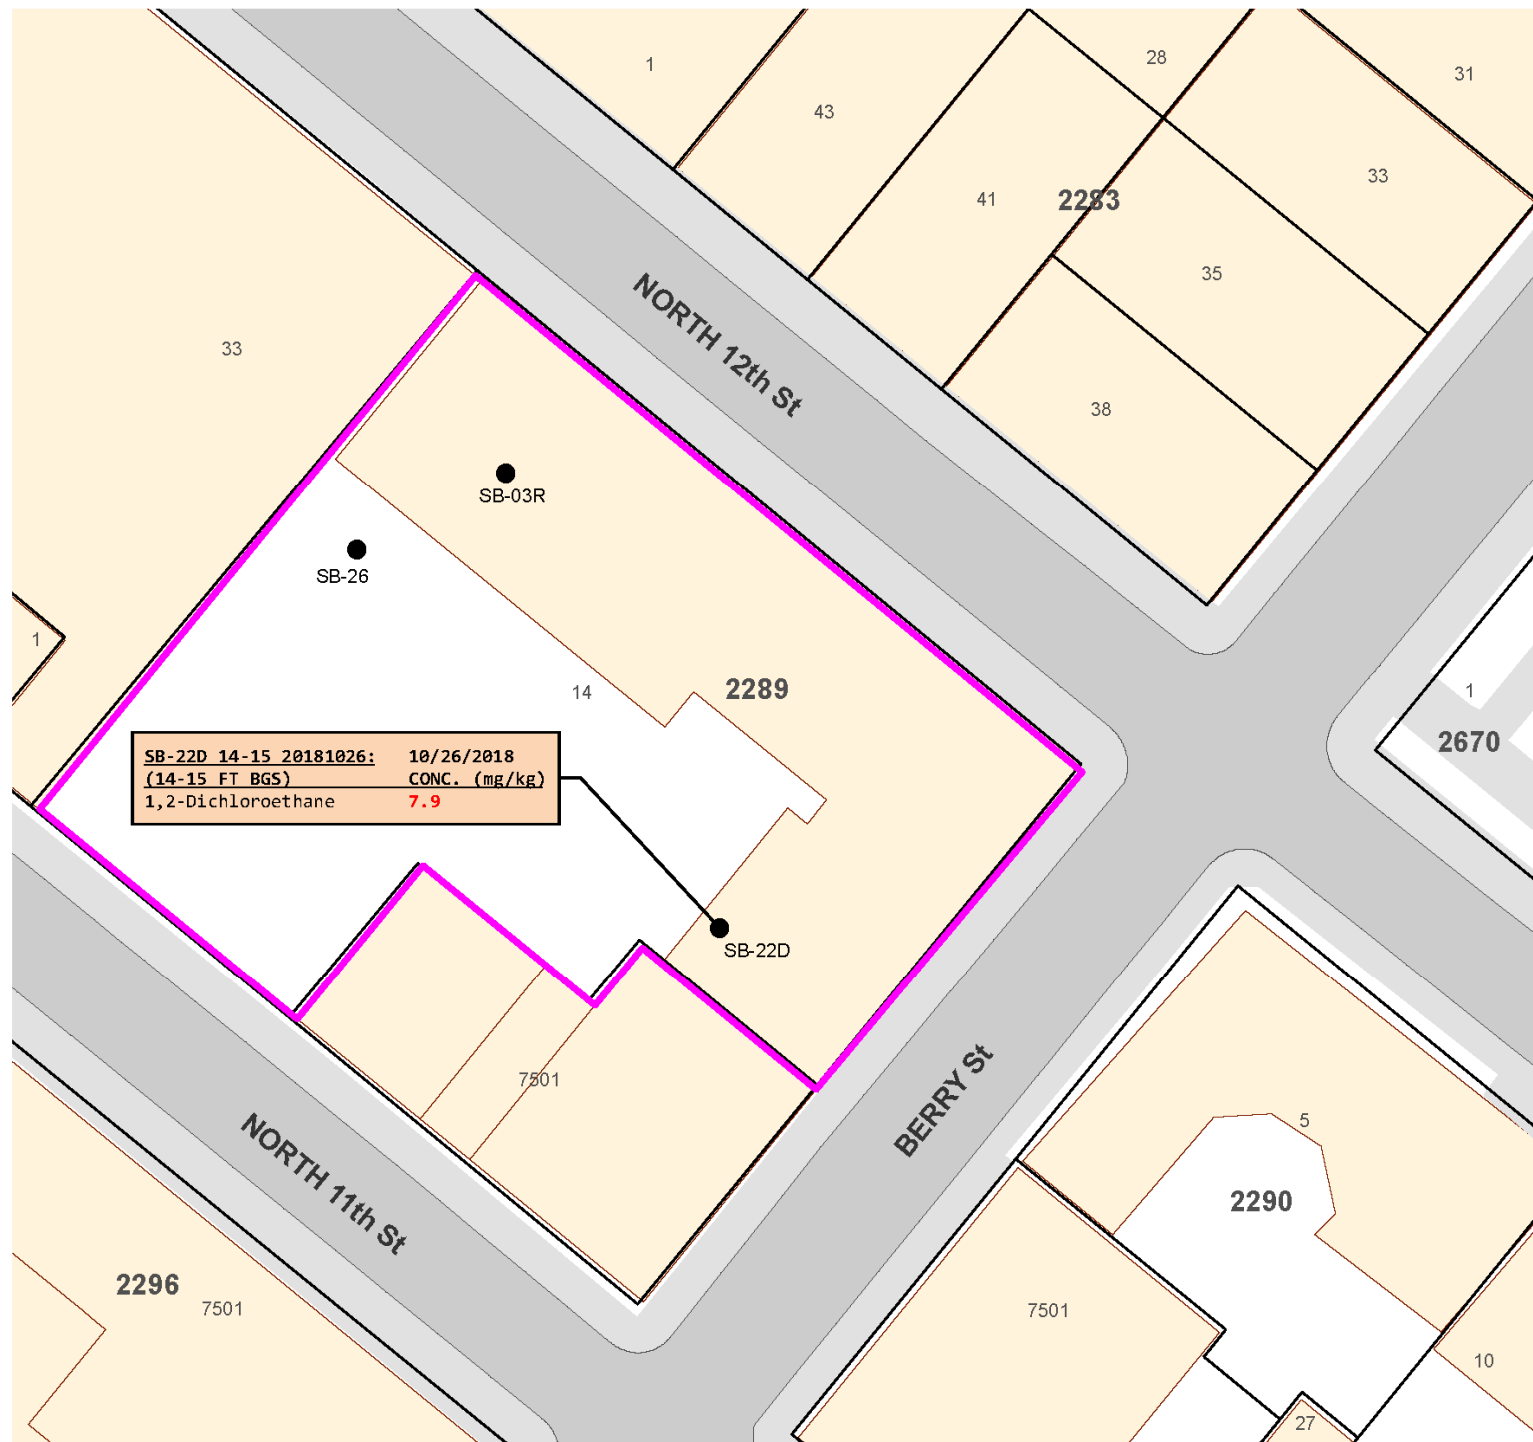 28
1
31
43
33
41
2283
35
NORTH 12th St
33
38
SB-03R
SB-26
1
14
2289
1
2670
SB-22D 14-15 20181026: 10/26/2018
(14-15 FT BGS) CONC. (mg/kg)
1,2-Dichloroethane 7.9
SB-22D
7501
BERRY St
5
NORTH 11th St
2290
2296
7501
7501
10
27